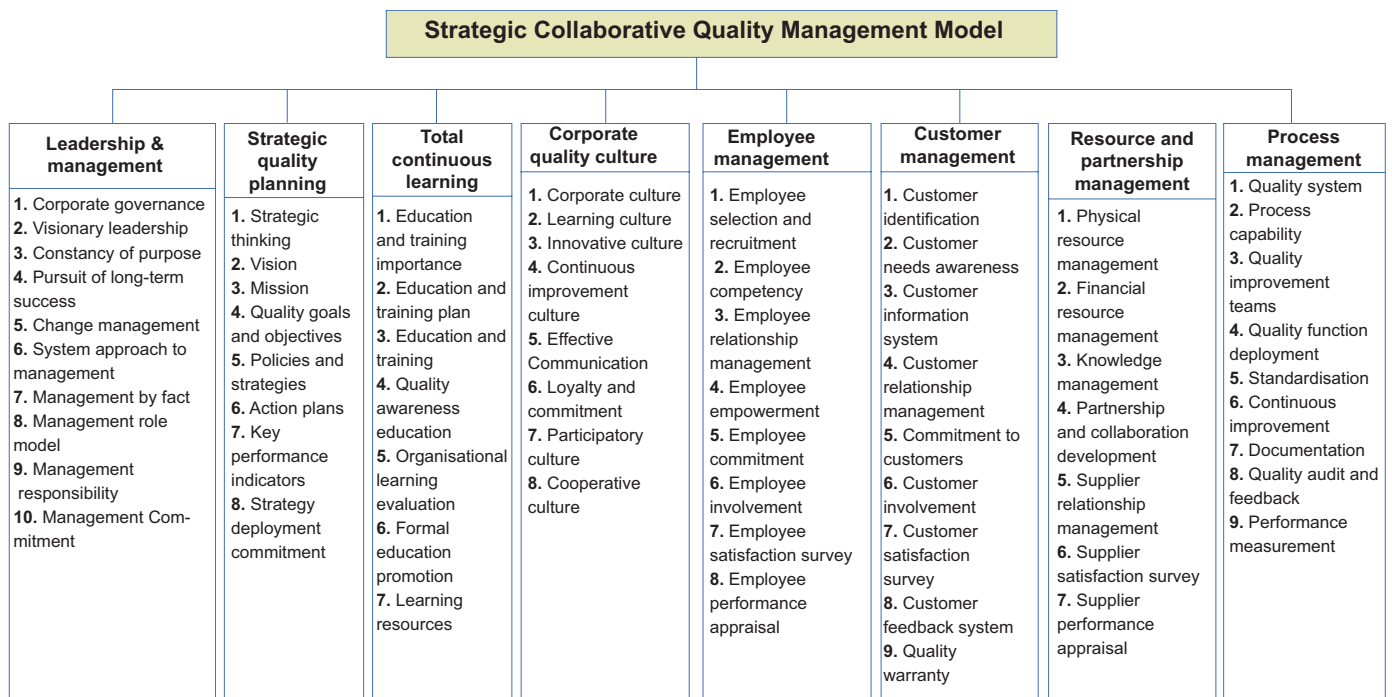 Strategic Collaborative Quality Management Model
Leadership &
management
1. Corporate governance
2. Visionary leadership
3. Constancy of purpose
4. Pursuit of long-term
success
5. Change management
6. System approach to
management
7. Management by fact
8. Management role
model
9. Management
responsibility
10. Management Com-
mitment
Strategic
quality
planning
1. Strategic
thinking
2. Vision
3. Mission
4. Quality goals
and objectives
5. Policies and
strategies
6. Action plans
7. Key
performance
indicators
8. Strategy
deployment
commitment
Total
continuous
learning
1. Education
and training
importance
2. Education and
training plan
3. Education and
training
4. Quality
awareness
education
5. Organisational
learning
evaluation
6. Formal
education
promotion
7. Learning
resources
Corporate
quality culture
1. Corporate culture
2. Learning culture
3. Innovative culture
4. Continuous
improvement
culture
5. Effective
Communication
6. Loyalty and
commitment
7. Participatory
culture
8. Cooperative
culture
Employee
management
1. Employee
selection and
recruitment
2. Employee
competency
3. Employee
relationship
management
4. Employee
empowerment
5. Employee
commitment
6. Employee
involvement
7. Employee
satisfaction survey
8. Employee
performance
appraisal
Customer
management
1. Customer
identification
2. Customer
needs awareness
3. Customer
information
system
4. Customer
relationship
management
5. Commitment to
customers
6. Customer
involvement
7. Customer
satisfaction
survey
8. Customer
feedback system
9. Quality
warranty
Resource and
partnership
management
1. Physical
resource
management
2. Financial
resource
management
3. Knowledge
management
4. Partnership
and collaboration
development
5. Supplier
relationship
management
6. Supplier
satisfaction survey
7. Supplier
performance
appraisal
Process
management
1. Quality system
2. Process
capability
3. Quality
improvement
teams
4. Quality function
deployment
5. Standardisation
6. Continuous
improvement
7. Documentation
8. Quality audit and
feedback
9. Performance
measurement